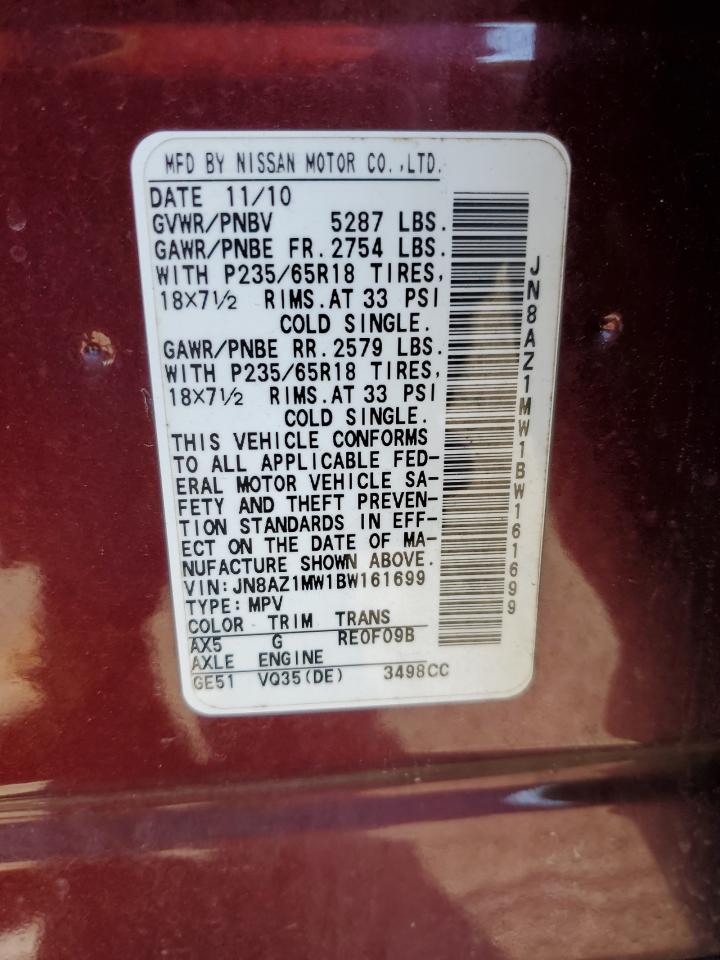 MFD BY NISSAN MOTOR CO.,LTD.
DATE 11/10
GVWR/PNBV 5287 LBS.
GAWR/PNBE FR. 2754 LBS.
WITH P235/65R18 TIRES,
18×7½ RIMS.AT 33 PSI
COLD SINGLE.
GAWR/PNBE RR. 2579 LBS.
WITH P235/65R18 TIRES,
18×7½ RIMS.AT 33 PSI
COLD SINGLE.
THIS VEHICLE CONFORMS
TO ALL APPLICABLE FED-
ERAL MOTOR VEHICLE SA-
FETY AND THEFT PREVEN-
TION STANDARDS IN EFF-
ECT ON THE DATE OF MA-
NUFACTURE SHOWN ABOVE.
VIN:JN8AZ1MW1BW161699
TYPE:MPV
COLOR TRIM TRANS
AX5 G RE0F09B
AXLE ENGINE
GE51 VQ35(DE) 3498CC
JN8AZ1MW1BW161699